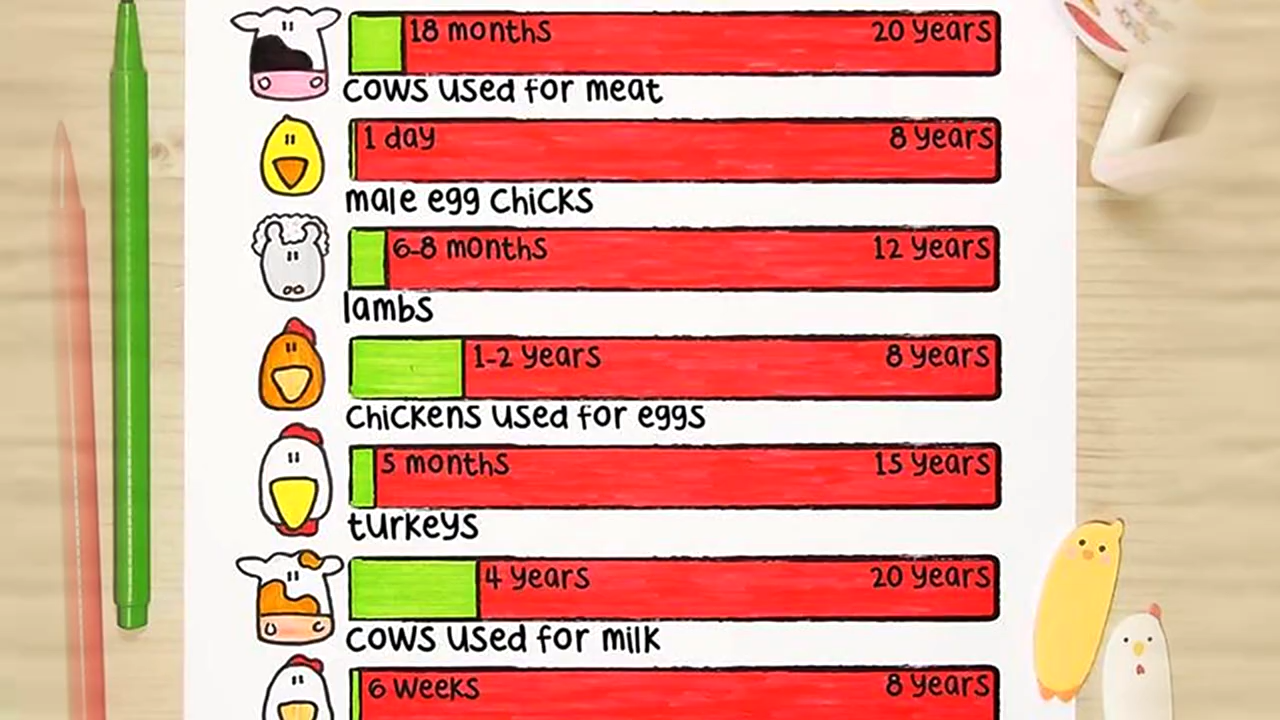 18 months 20 years
cows used for meat
1 day 8 years
male egg chicks
6-8 months 12 years
lambs
1-2 years 8 years
chickens used for eggs
5 months 15 years
turkeys
4 years 20 years
cows used for milk
6 weeks 8 years